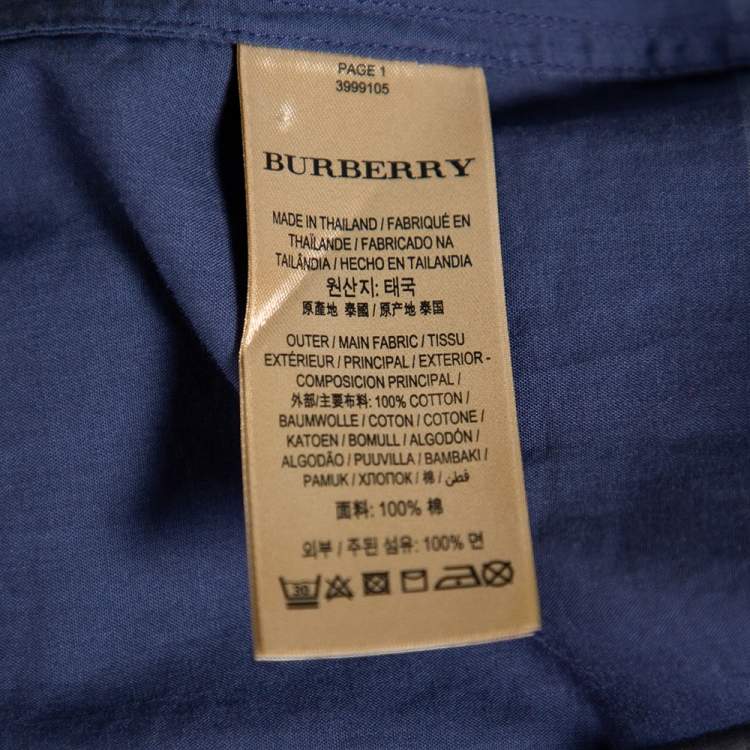 PAGE 1
3999105
BURBERRY
MADE IN THAILAND / FABRIQUÉ EN
THAÏLANDE / FABRICADO NA
TAILÂNDIA / HECHO EN TAILANDIA
원산지: 태국
原產地 泰國 / 原产地 泰国
OUTER / MAIN FABRIC / TISSU
EXTÉRIEUR / PRINCIPAL / EXTERIOR -
COMPOSICION PRINCIPAL /
外部/主要布料: 100% COTTON /
BAUMWOLLE / COTON / COTONE /
KATOEN / BOMULL / ALGODÓN /
ALGODÃO / PUUVILLA / BAMBAKI /
PAMUK / ХЛОПОК / 棉 / قطن
面料: 100% 棉
외부 / 주된 섬유: 100% 면
30